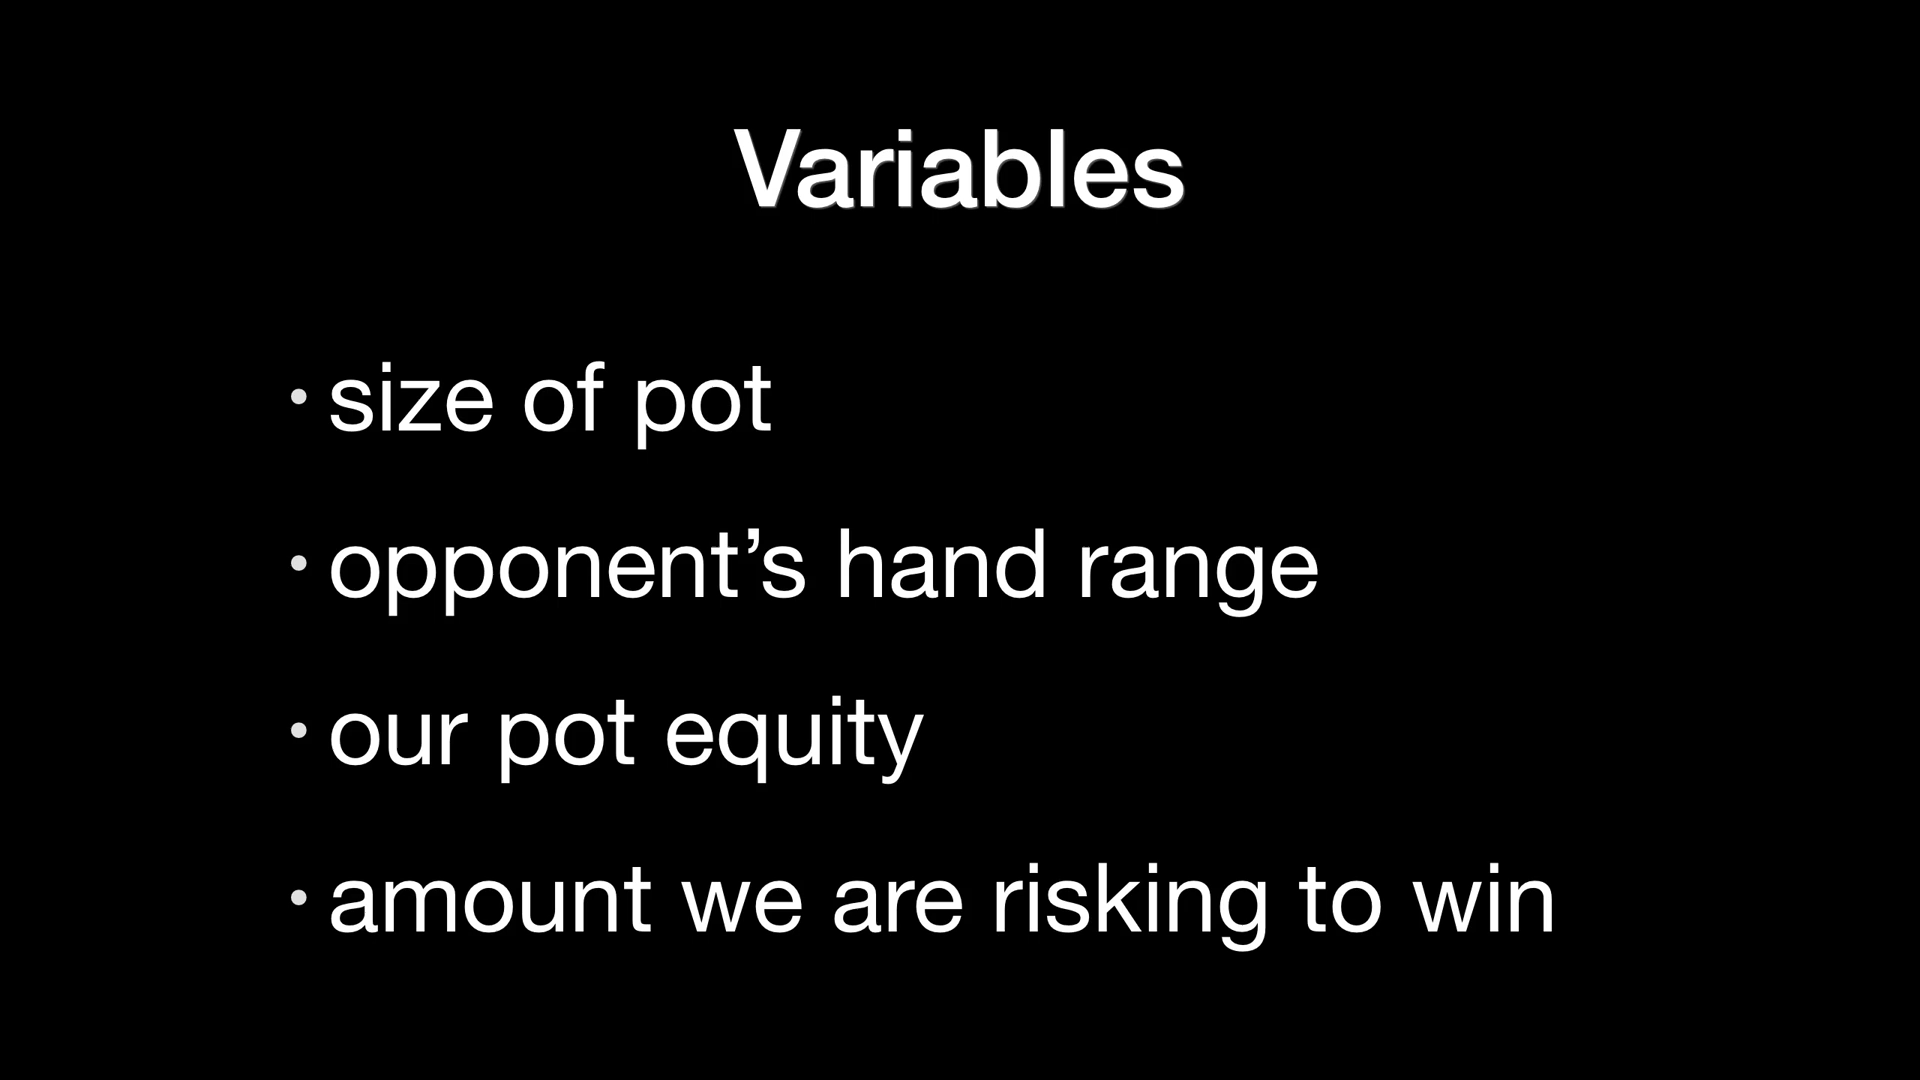 Variables
• size of pot
• opponent’s hand range
• our pot equity
• amount we are risking to win